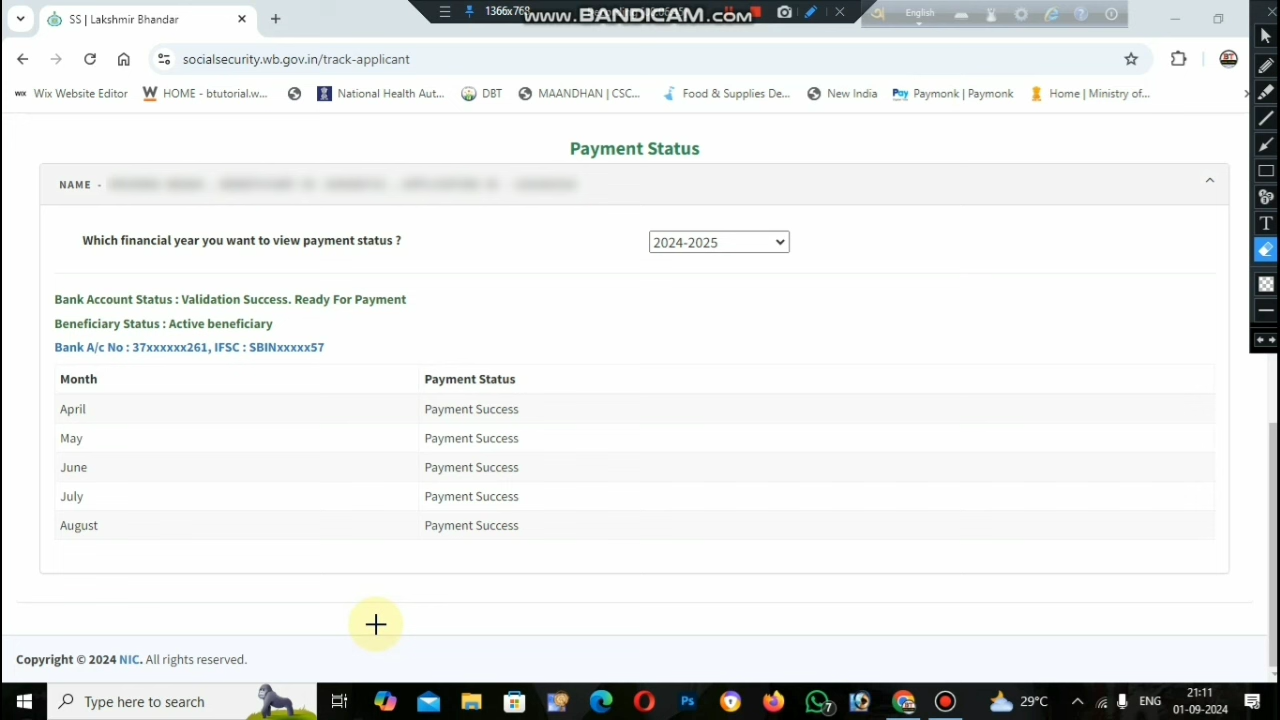 SS | Lakshmir Bhandar
1366x768
www.BANDICAM.com
English
socialsecurity.wb.gov.in/track-applicant
Wix Website Editor
HOME - btutorial.w...
National Health Aut...
DBT
MAANDHAN | CSC...
Food & Supplies De...
New India
Pay Paymonk | Paymonk
Home | Ministry of...
Payment Status
NAME -
Which financial year you want to view payment status ?
2024-2025
Bank Account Status : Validation Success. Ready For Payment
Beneficiary Status : Active beneficiary
Bank A/c No : 37xxxxxx261, IFSC : SBINxxxxx57
Month Payment Status
April Payment Success
May Payment Success
June Payment Success
July Payment Success
August Payment Success
Copyright © 2024 NIC. All rights reserved.
Type here to search
Ps
7
29°C
ENG
21:11
01-09-2024